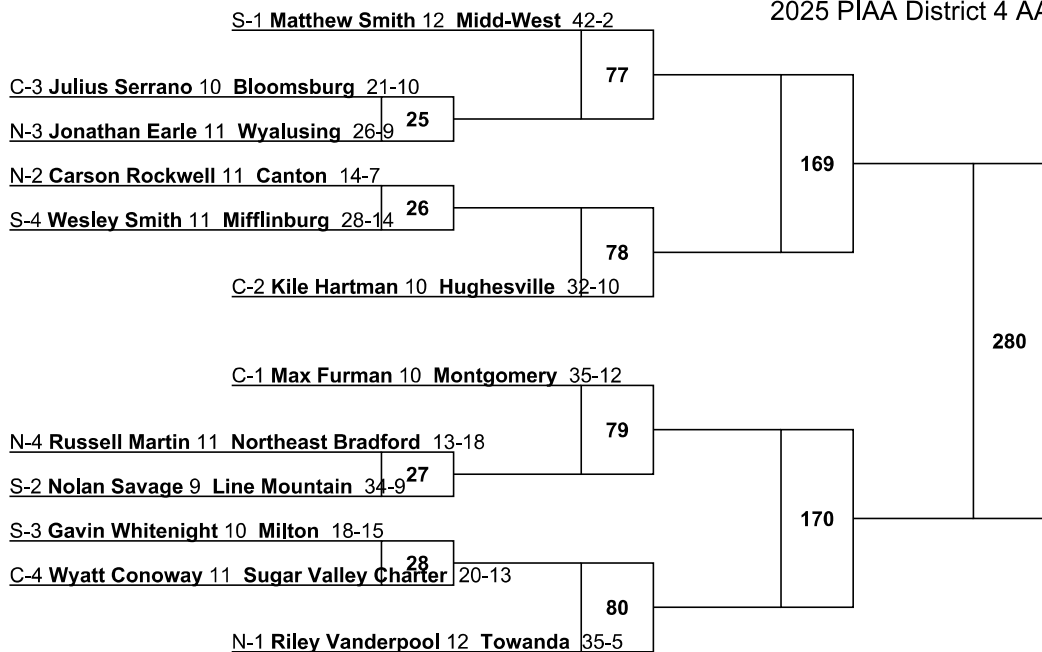 2025 PIAA District 4 AA
S-1 Matthew Smith 12 Midd-West 42-2
77
C-3 Julius Serrano 10 Bloomsburg 21-10
25
N-3 Jonathan Earle 11 Wyalusing 26-9
169
N-2 Carson Rockwell 11 Canton 14-7
26
S-4 Wesley Smith 11 Mifflinburg 28-14
78
C-2 Kile Hartman 10 Hughesville 32-10
280
C-1 Max Furman 10 Montgomery 35-12
79
N-4 Russell Martin 11 Northeast Bradford 13-18
27
S-2 Nolan Savage 9 Line Mountain 34-9
170
S-3 Gavin Whitenight 10 Milton 18-15
28
C-4 Wyatt Conoway 11 Sugar Valley Charter 20-13
80
N-1 Riley Vanderpool 12 Towanda 35-5